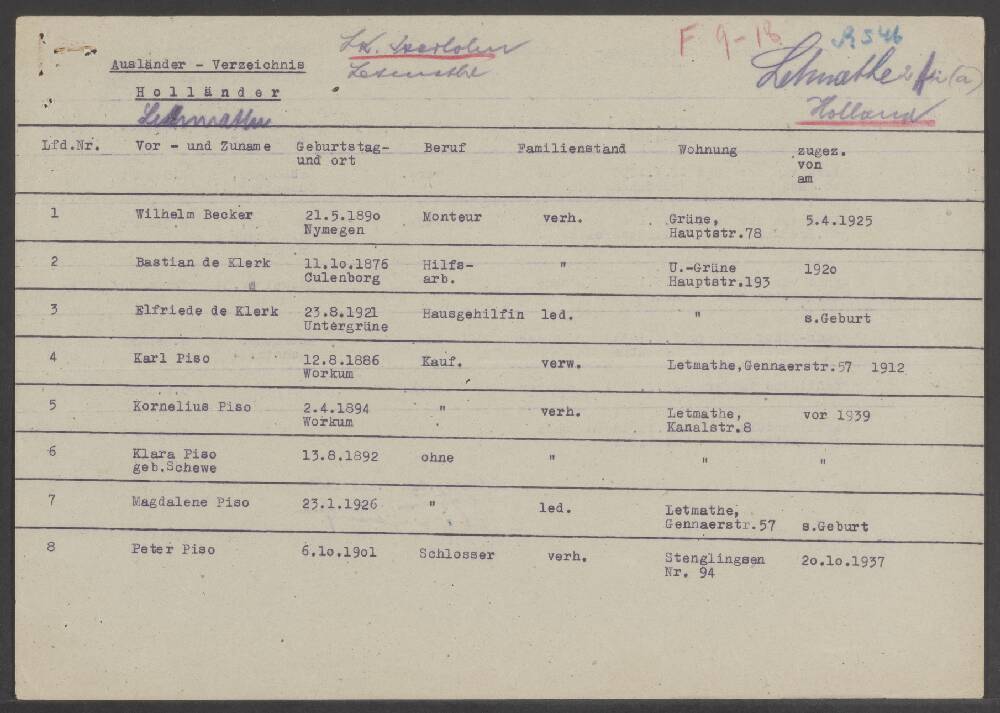 Lk. Iserlohn
Letmathe
F 9-18
R 546
Letmathe
Holland
Ausländer - Verzeichnis
Holländer
Letmathe
Lfd.Nr. Vor - und Zuname Geburtstag- und ort Beruf Familienstand Wohnung zugez. von am
1 Wilhelm Becker 21.5.189o Monteur verh. Grüne, 5.4.1925
Nymegen Hauptstr.78
2 Bastian de Klerk 11.1o.1876 Hilfs- " U.-Grüne 192o
Culenborg arb. Hauptstr.193
3 Elfriede de Klerk 23.8.1921 Hausgehilfin led. " s.Geburt
Untergrüne
4 Karl Piso 12.8.1886 Kauf. verw. Letmathe,Gennaerstr.57 1912
Workum
5 Kornelius Piso 2.4.1894 " verh. Letmathe, vor 1939
Workum Kanalstr.8
6 Klara Piso 13.8.1892 ohne " " "
geb.Schewe
7 Magdalene Piso 23.1.1926 " led. Letmathe,
Gennaerstr.57 s.Geburt
8 Peter Piso 6.1o.19o1 Schlosser verh. Stenglingsen 2o.1o.1937
Nr. 94